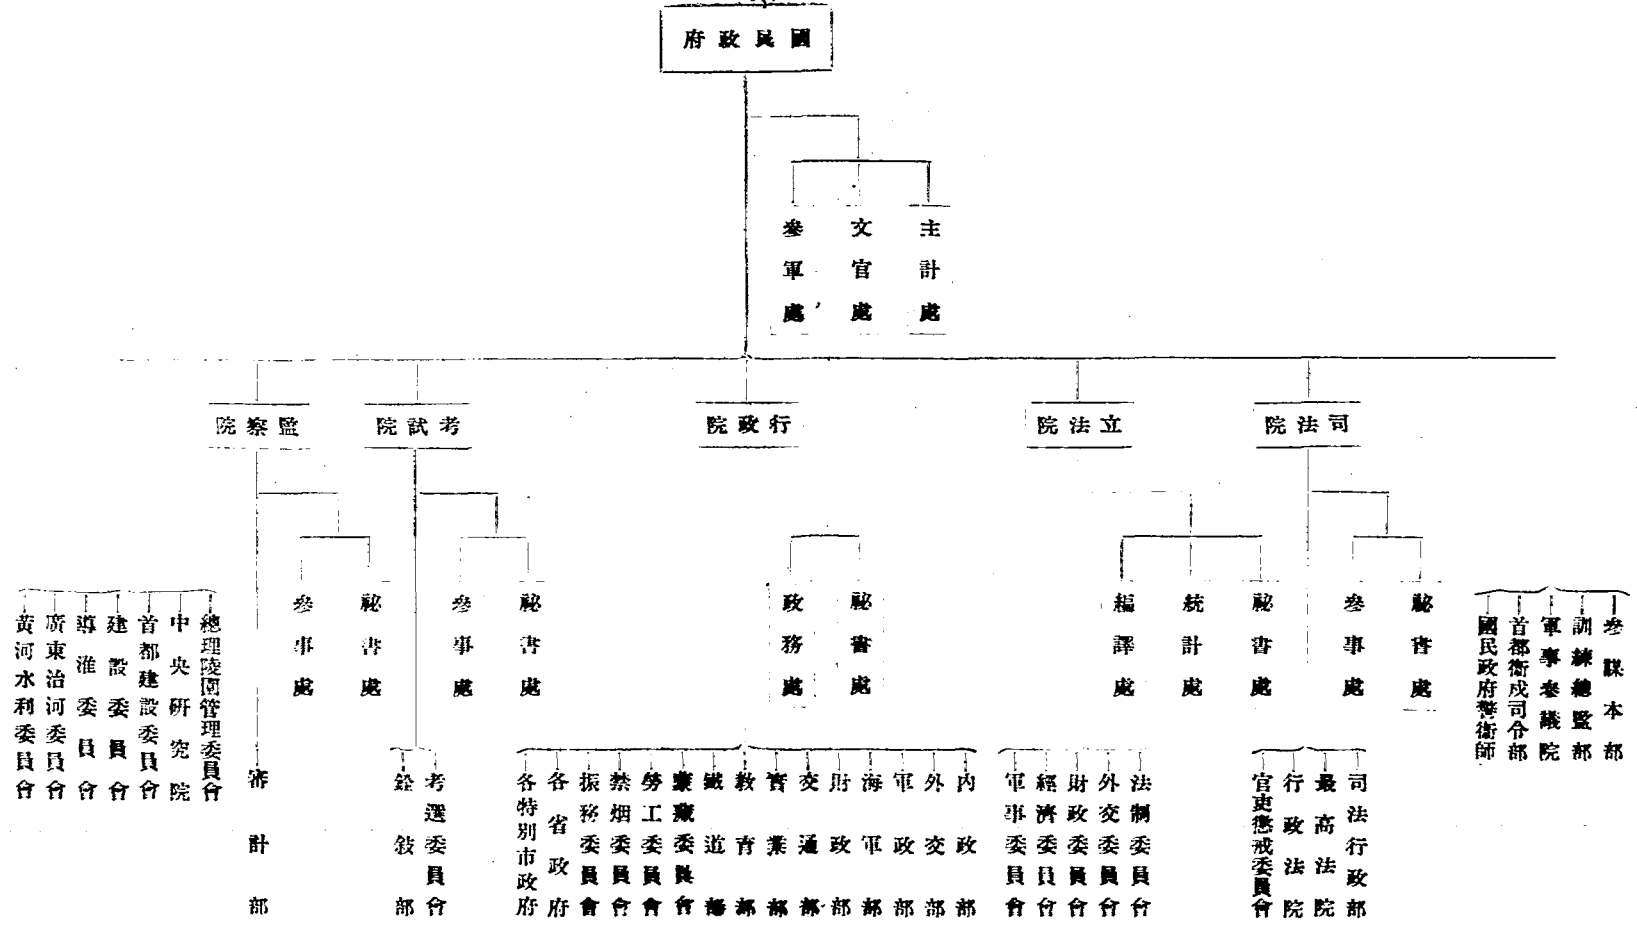 國民政府
主計處
文官處
參軍處
司法院
立法院
行政院
考試院
監察院
秘書處
參事處
秘書處
統計處
編譯處
秘書處
政務處
秘書處
參事處
秘書處
參事處
參謀本部
訓練總監部
軍事參議院
首都衛戍司令部
國民政府警衛師
總理陵園管理委員會
中央研究院
首都建設委員會
建設委員會
導淮委員會
廣東治河委員會
黃河水利委員會
司法行政部
最高法院
行政法院
官吏懲戒委員會
法制委員會
外交委員會
財政委員會
經濟委員會
軍事委員會
內政部
外交部
軍政部
海軍部
財政部
交通部
實業部
教育部
鐵道部
蒙藏委員會
勞工委員會
禁烟委員會
振務委員會
各省政府
各特別市政府
考選委員會
銓敍部
審計部